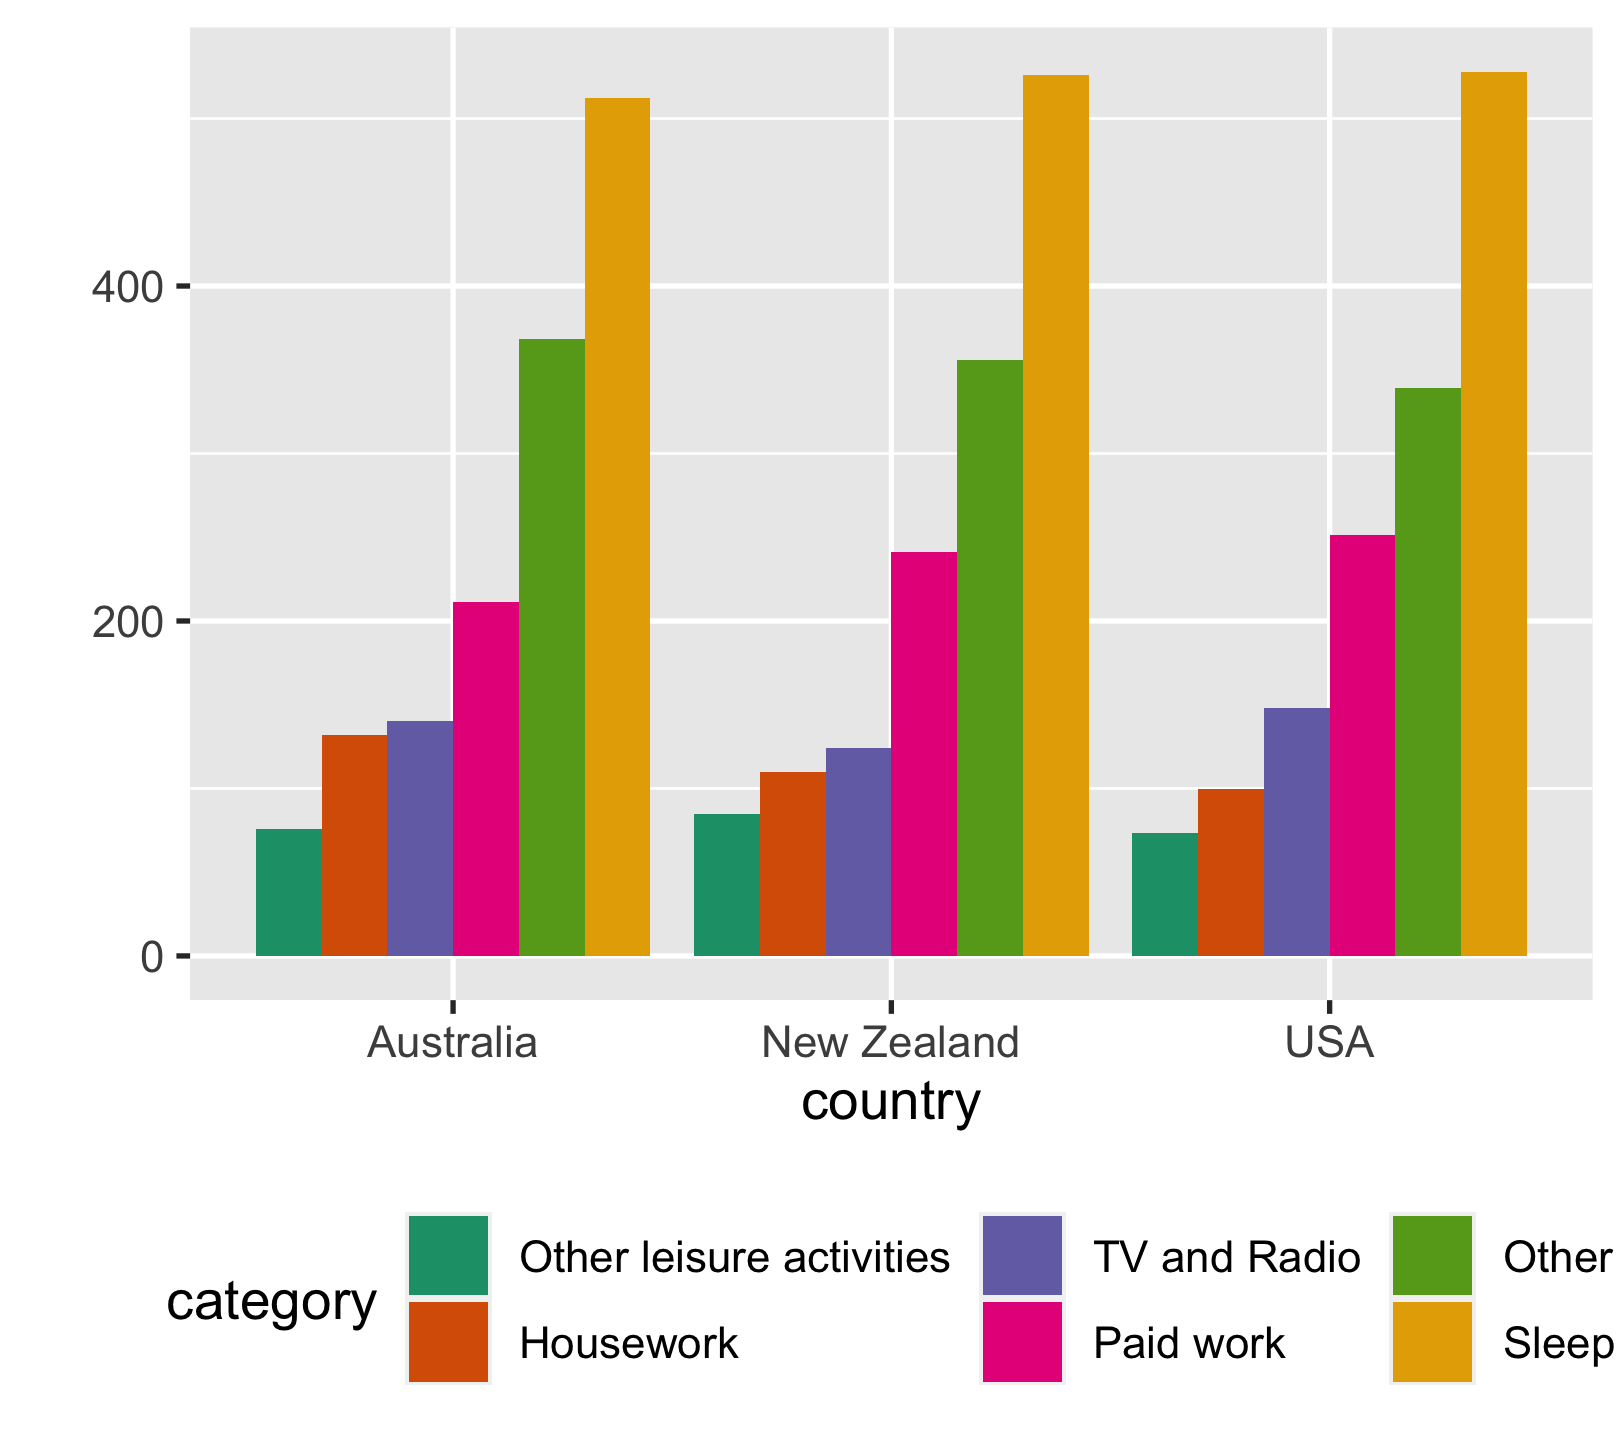 400
200
0
Australia New Zealand USA
country
category
Other leisure activities TV and Radio Other
Housework Paid work Sleep